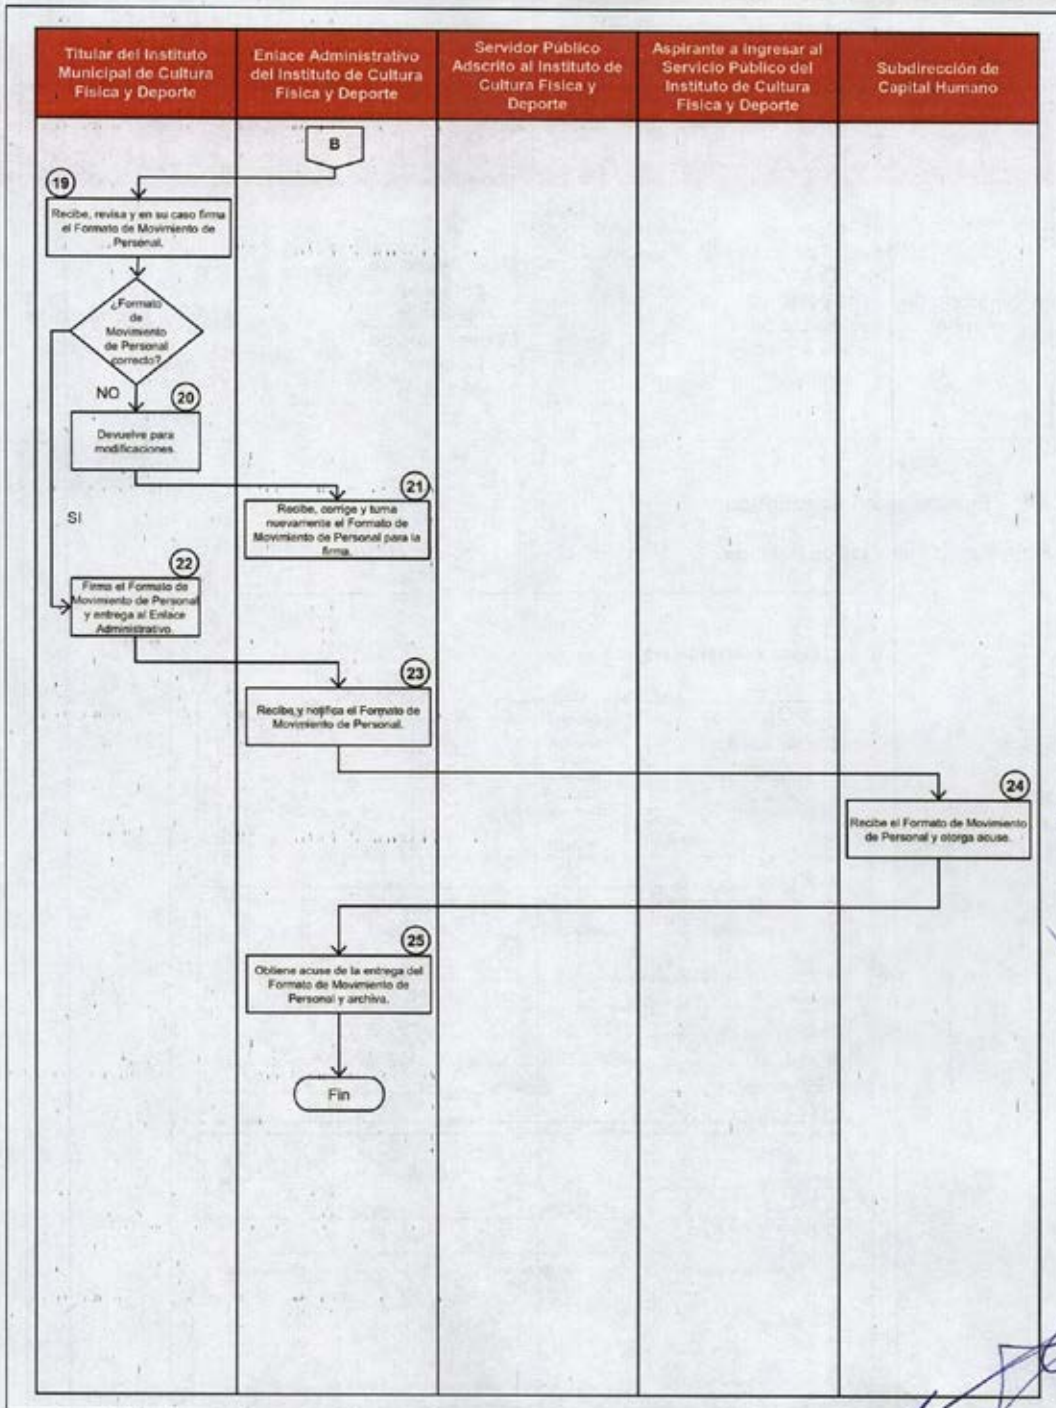 Titular del Instituto
Municipal de Cultura
Física y Deporte
Enlace Administrativo
del Instituto de Cultura
Física y Deporte
Servidor Público
Adscrito al Instituto de
Cultura Física y
Deporte
Aspirante a ingresar al
Servicio Público del
Instituto de Cultura
Física y Deporte
Subdirección de
Capital Humano
B
19
Recibe, revisa y en su caso firma
el Formato de Movimiento de
Personal.
¿Formato
de
Movimiento
de Personal
correcto?
NO
20
Devuelve para
modificaciones.
21
Recibe, corrige y turna
nuevamente el Formato de
Movimiento de Personal para la
firma.
SI
22
Firma el Formato de
Movimiento de Personal
y entrega al Enlace
Administrativo.
23
Recibe y notifica el Formato de
Movimiento de Personal.
24
Recibe el Formato de Movimiento
de Personal y otorga acuse.
25
Obtiene acuse de la entrega del
Formato de Movimiento de
Personal y archiva.
Fin